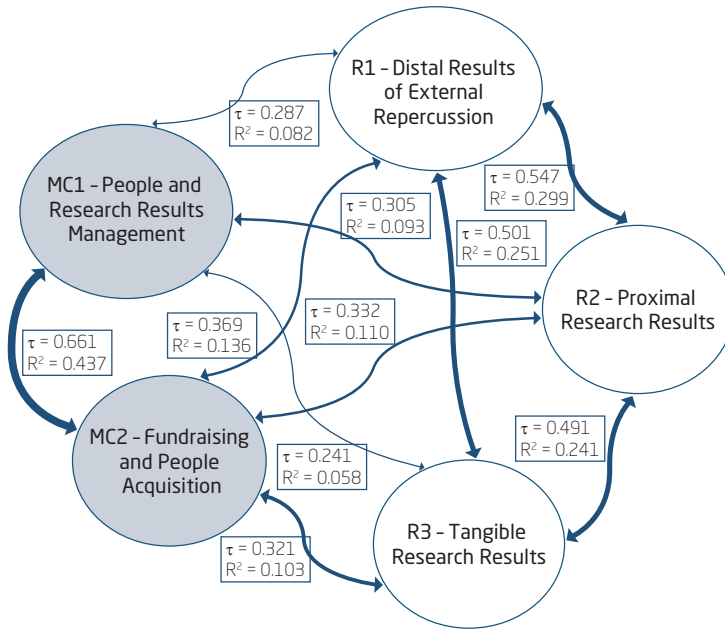 R1 – Distal Results
of External
Repercussion
τ = 0.287
R² = 0.082
MC1 – People and
Research Results
Management
τ = 0.547
R² = 0.299
τ = 0.305
R² = 0.093
τ = 0.501
R² = 0.251
R2 – Proximal
Research Results
τ = 0.332
R² = 0.110
τ = 0.369
R² = 0.136
τ = 0.661
R² = 0.437
MC2 – Fundraising
and People
Acquisition
τ = 0.491
R² = 0.241
τ = 0.241
R² = 0.058
R3 – Tangible
Research Results
τ = 0.321
R² = 0.103